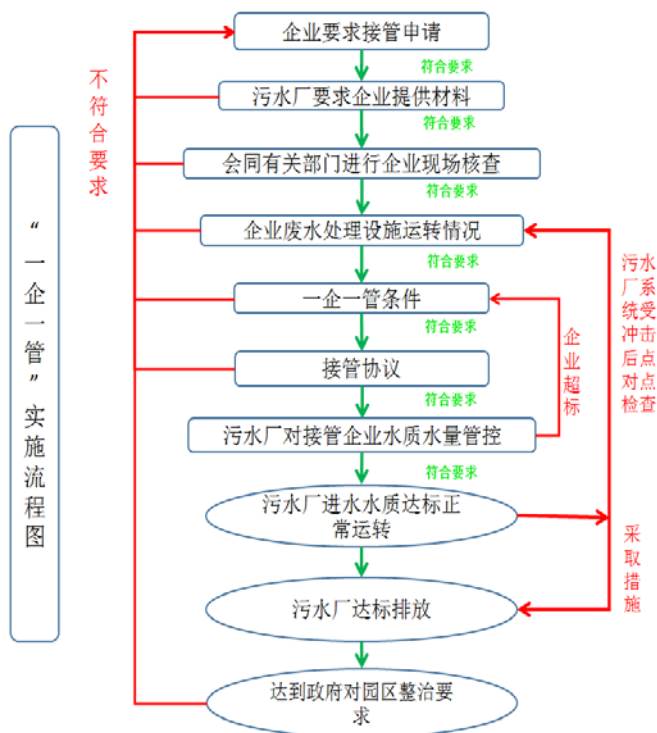 “一企一管”实施流程图
不符合要求
企业要求接管申请
符合要求
污水厂要求企业提供材料
符合要求
会同有关部门进行企业现场核查
符合要求
企业废水处理设施运转情况
符合要求
一企一管条件
符合要求
接管协议
符合要求
污水厂对接管企业水质水量管控
符合要求
污水厂进水水质达标正
常运转
污水厂达标排放
达到政府对园区整治要
求
企业超标
污水
厂系
统受
冲击
后点
对点
检查
采取措施